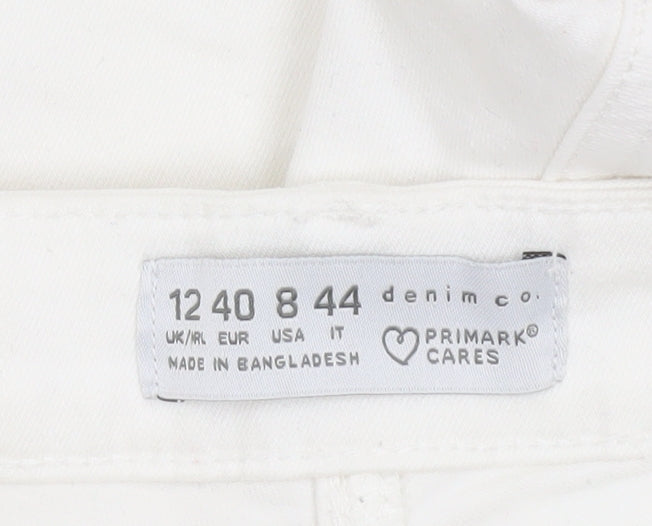 12 40 8 44 denim co.
UK/IRL EUR USA IT PRIMARK®
MADE IN BANGLADESH CARES